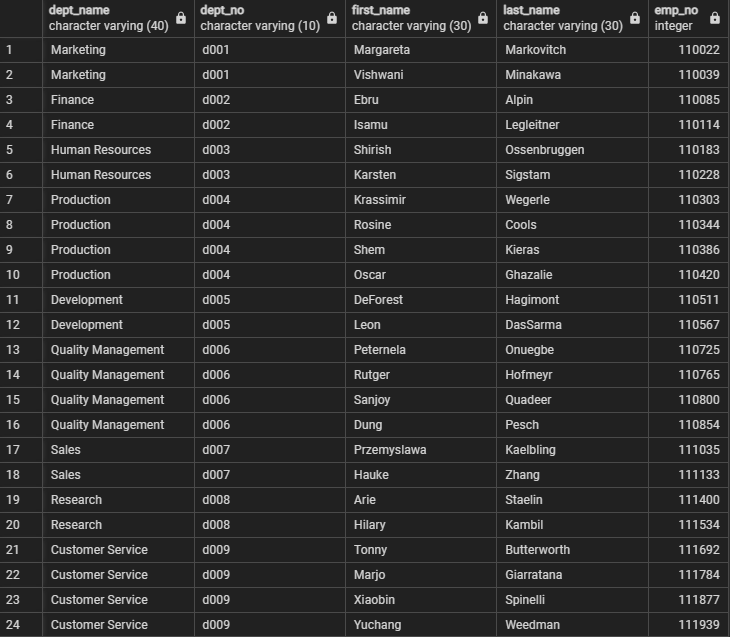 dept_name dept_no first_name last_name emp_no
character varying (40) character varying (10) character varying (30) character varying (30) integer
1 Marketing d001 Margareta Markovitch 110022
2 Marketing d001 Vishwani Minakawa 110039
3 Finance d002 Ebru Alpin 110085
4 Finance d002 Isamu Legleitner 110114
5 Human Resources d003 Shirish Ossenbruggen 110183
6 Human Resources d003 Karsten Sigstam 110228
7 Production d004 Krassimir Wegerle 110303
8 Production d004 Rosine Cools 110344
9 Production d004 Shem Kieras 110386
10 Production d004 Oscar Ghazalie 110420
11 Development d005 DeForest Hagimont 110511
12 Development d005 Leon DasSarma 110567
13 Quality Management d006 Peternela Onuegbe 110725
14 Quality Management d006 Rutger Hofmeyr 110765
15 Quality Management d006 Sanjoy Quadeer 110800
16 Quality Management d006 Dung Pesch 110854
17 Sales d007 Przemyslawa Kaelbling 111035
18 Sales d007 Hauke Zhang 111133
19 Research d008 Arie Staelin 111400
20 Research d008 Hilary Kambil 111534
21 Customer Service d009 Tonny Butterworth 111692
22 Customer Service d009 Marjo Giarratana 111784
23 Customer Service d009 Xiaobin Spinelli 111877
24 Customer Service d009 Yuchang Weedman 111939